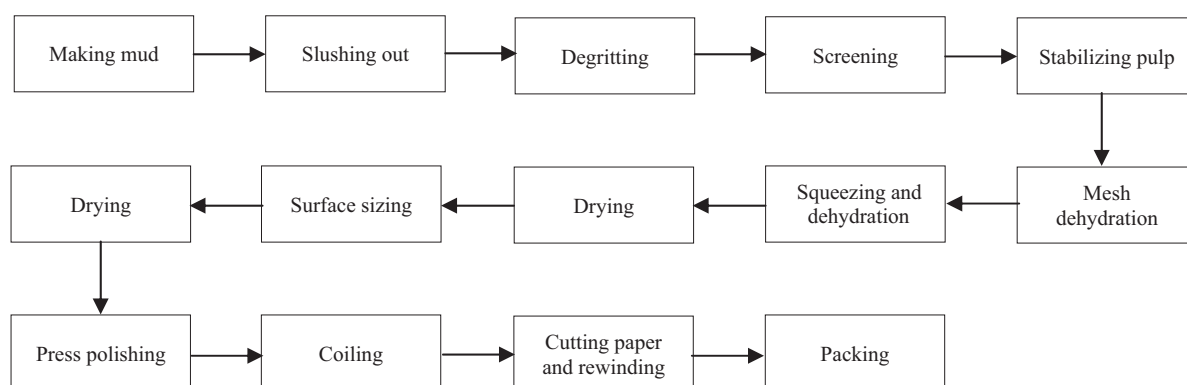 Making mud
Slushing out
Degritting
Screening
Stabilizing pulp
Mesh
dehydration
Squeezing and
dehydration
Drying
Surface sizing
Drying
Press polishing
Coiling
Cutting paper
and rewinding
Packing